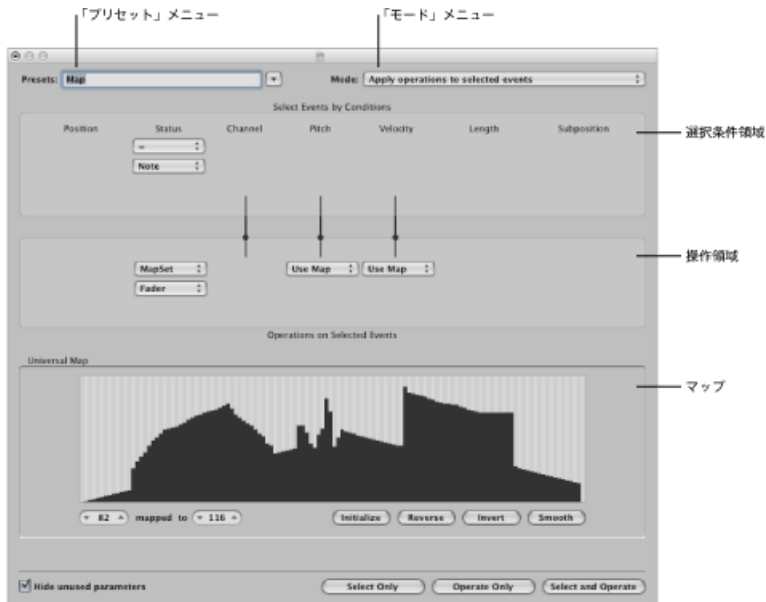 「プリセット」メニュー 「モード」メニュー
Presets: Map Mode: Apply operations to selected events
Select Events by Conditions
Position Status Channel Pitch Velocity Length Subposition
選択条件領域
=
Note
操作領域
MapSet Use Map Use Map
Fader
Operations on Selected Events
Universal Map
マップ
82 mapped to 116 Initialize Reverse Invert Smooth
Hide unused parameters Select Only Operate Only Select and Operate